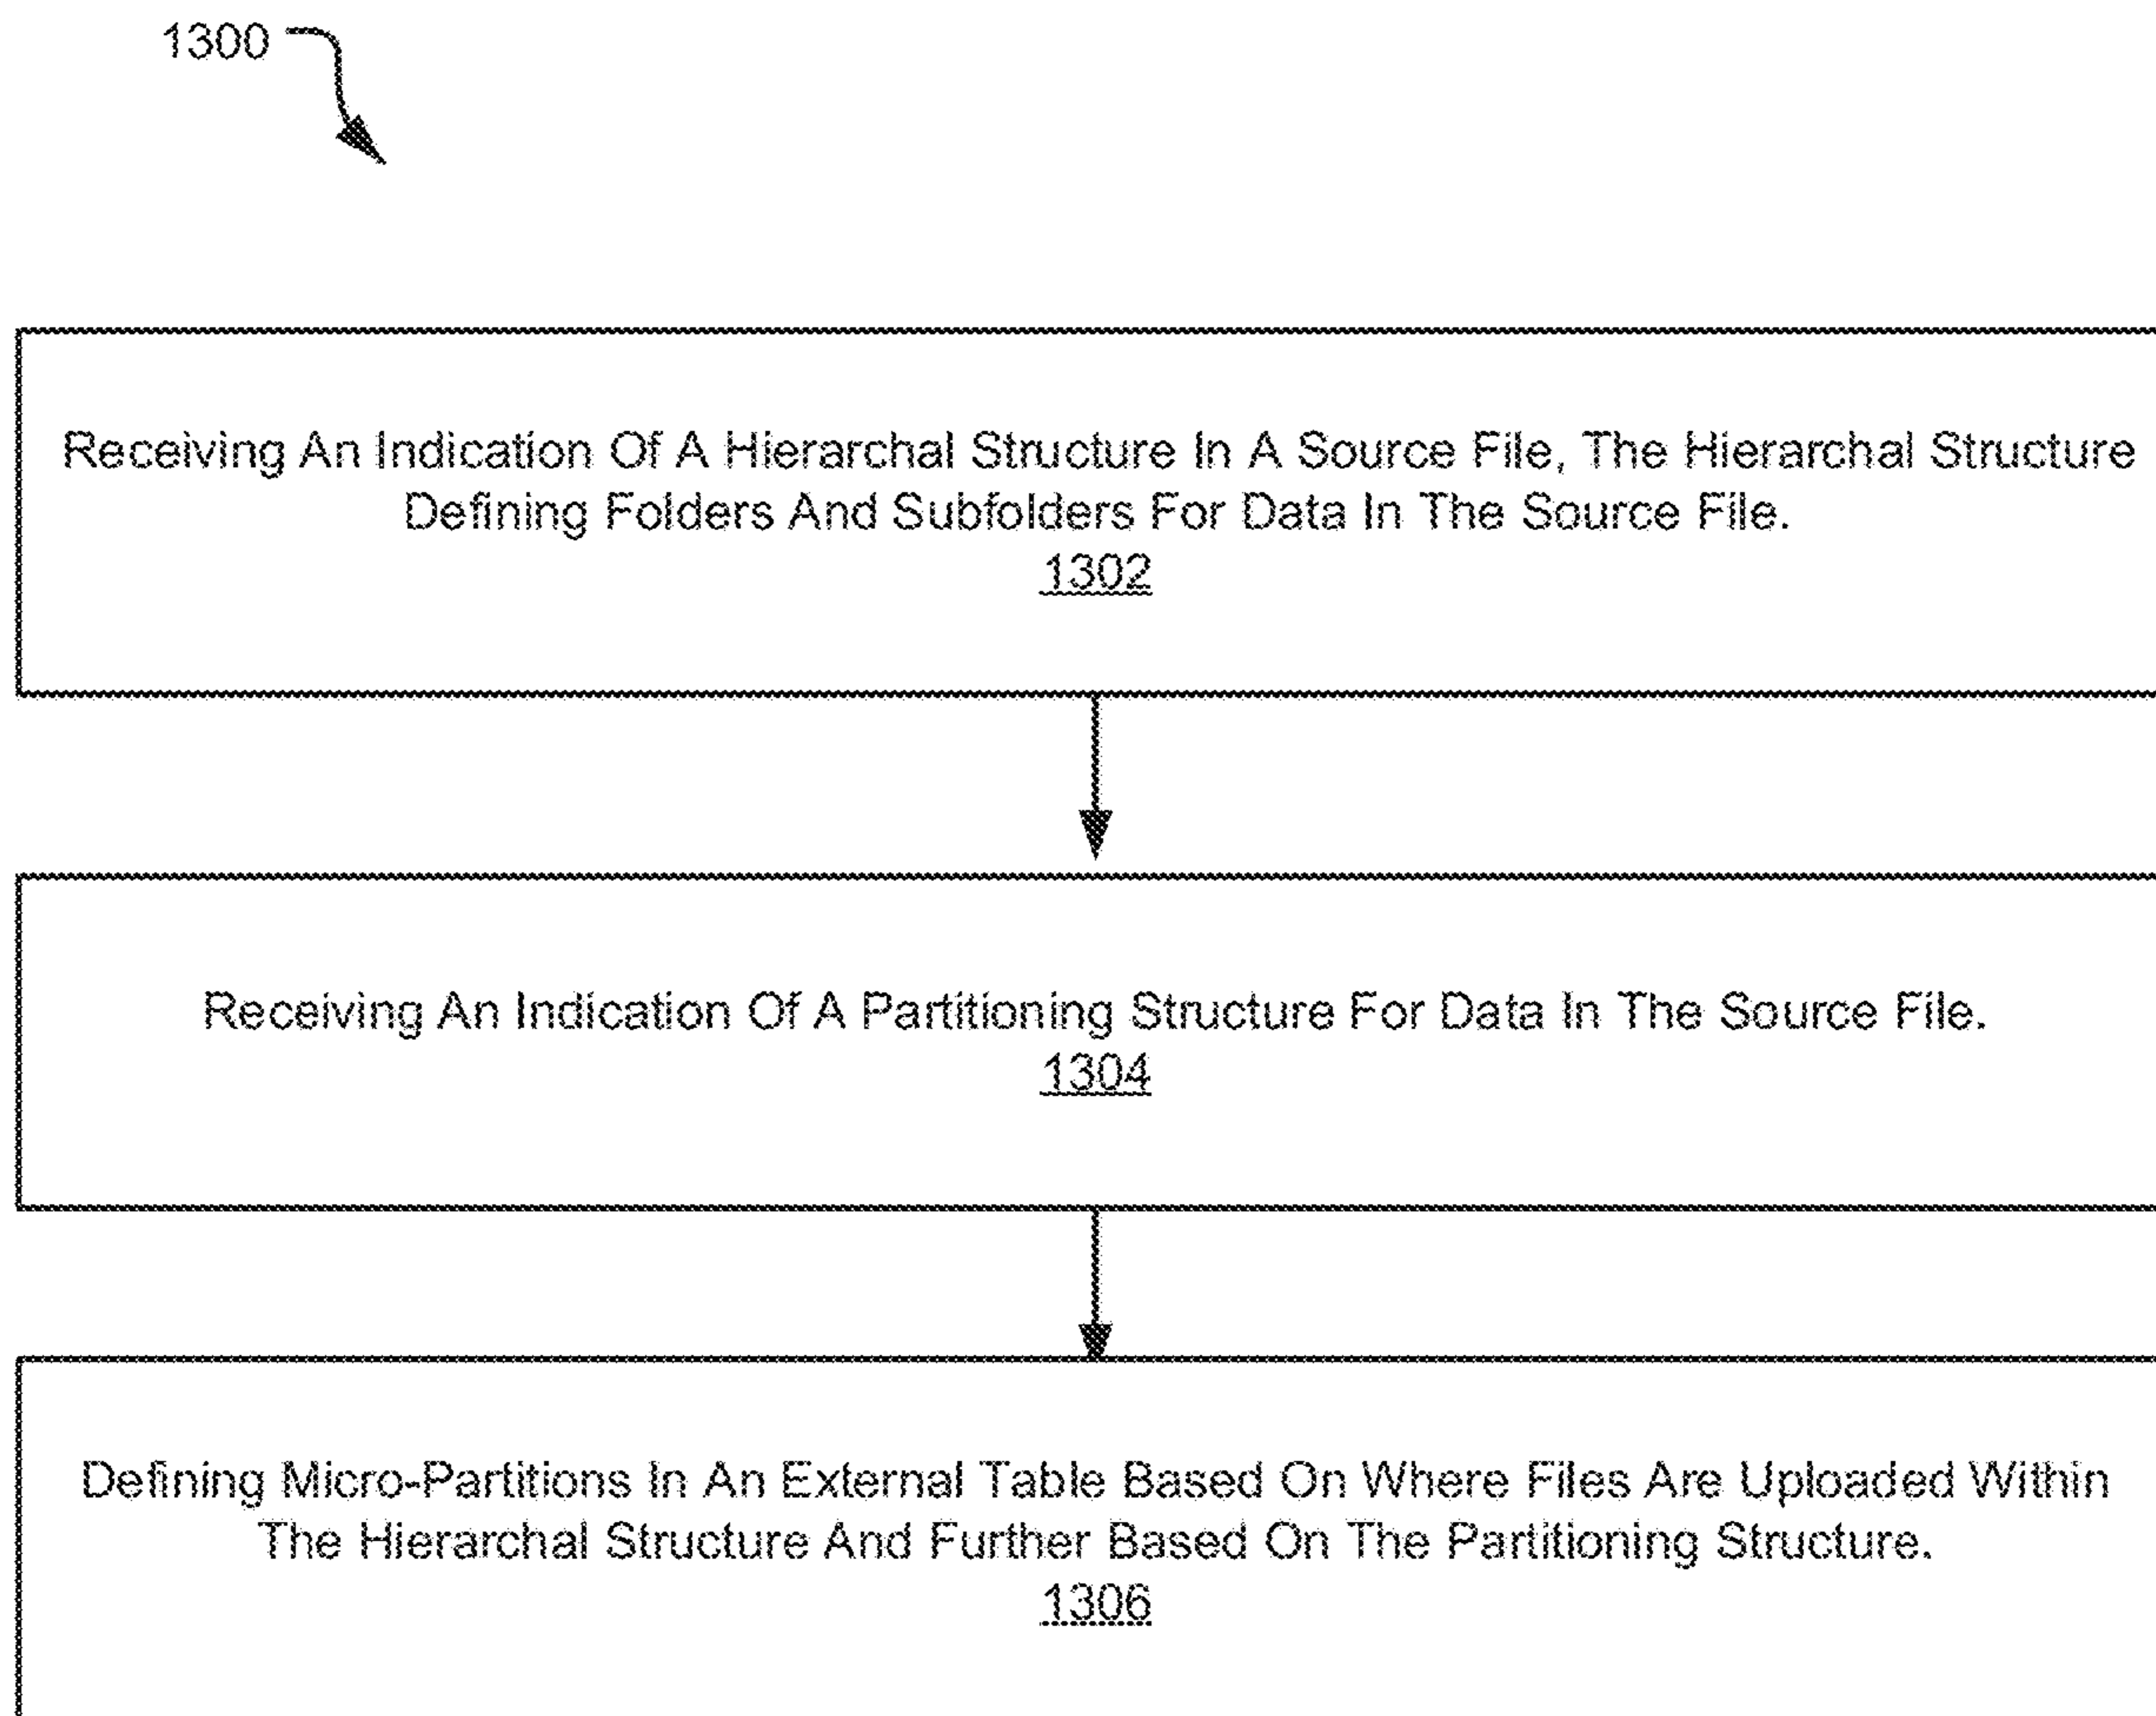 1300
Receiving An Indication Of A Hierarchal Structure In A Source File, The Hierarchal Structure
Defining Folders And Subfolders For Data In The Source File.
1302
Receiving An Indication Of A Partitioning Structure For Data In The Source File.
1304
Defining Micro-Partitions In An External Table Based On Where Files Are Uploaded Within
The Hierarchal Structure And Further Based On The Partitioning Structure.
1306